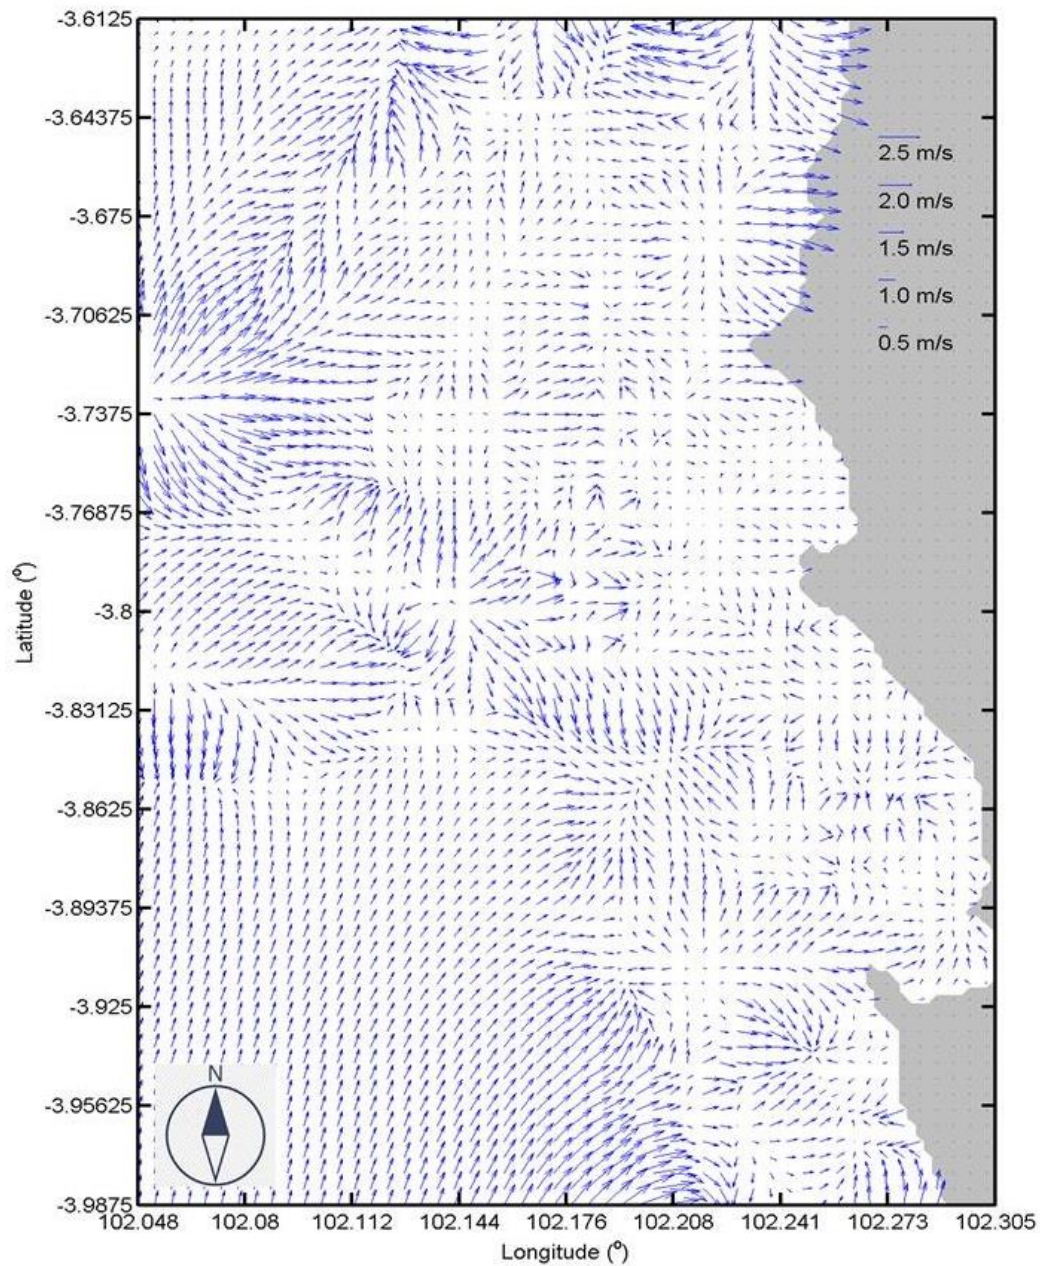 -3.6125
-3.64375
-3.675
-3.70625
-3.7375
-3.76875
-3.8
-3.83125
-3.8625
-3.89375
-3.925
-3.95625
-3.9875
Latitude (º)
2.5 m/s
2.0 m/s
1.5 m/s
1.0 m/s
0.5 m/s
N
102.048 102.08 102.112 102.144 102.176 102.208 102.241 102.273 102.305
Longitude (º)